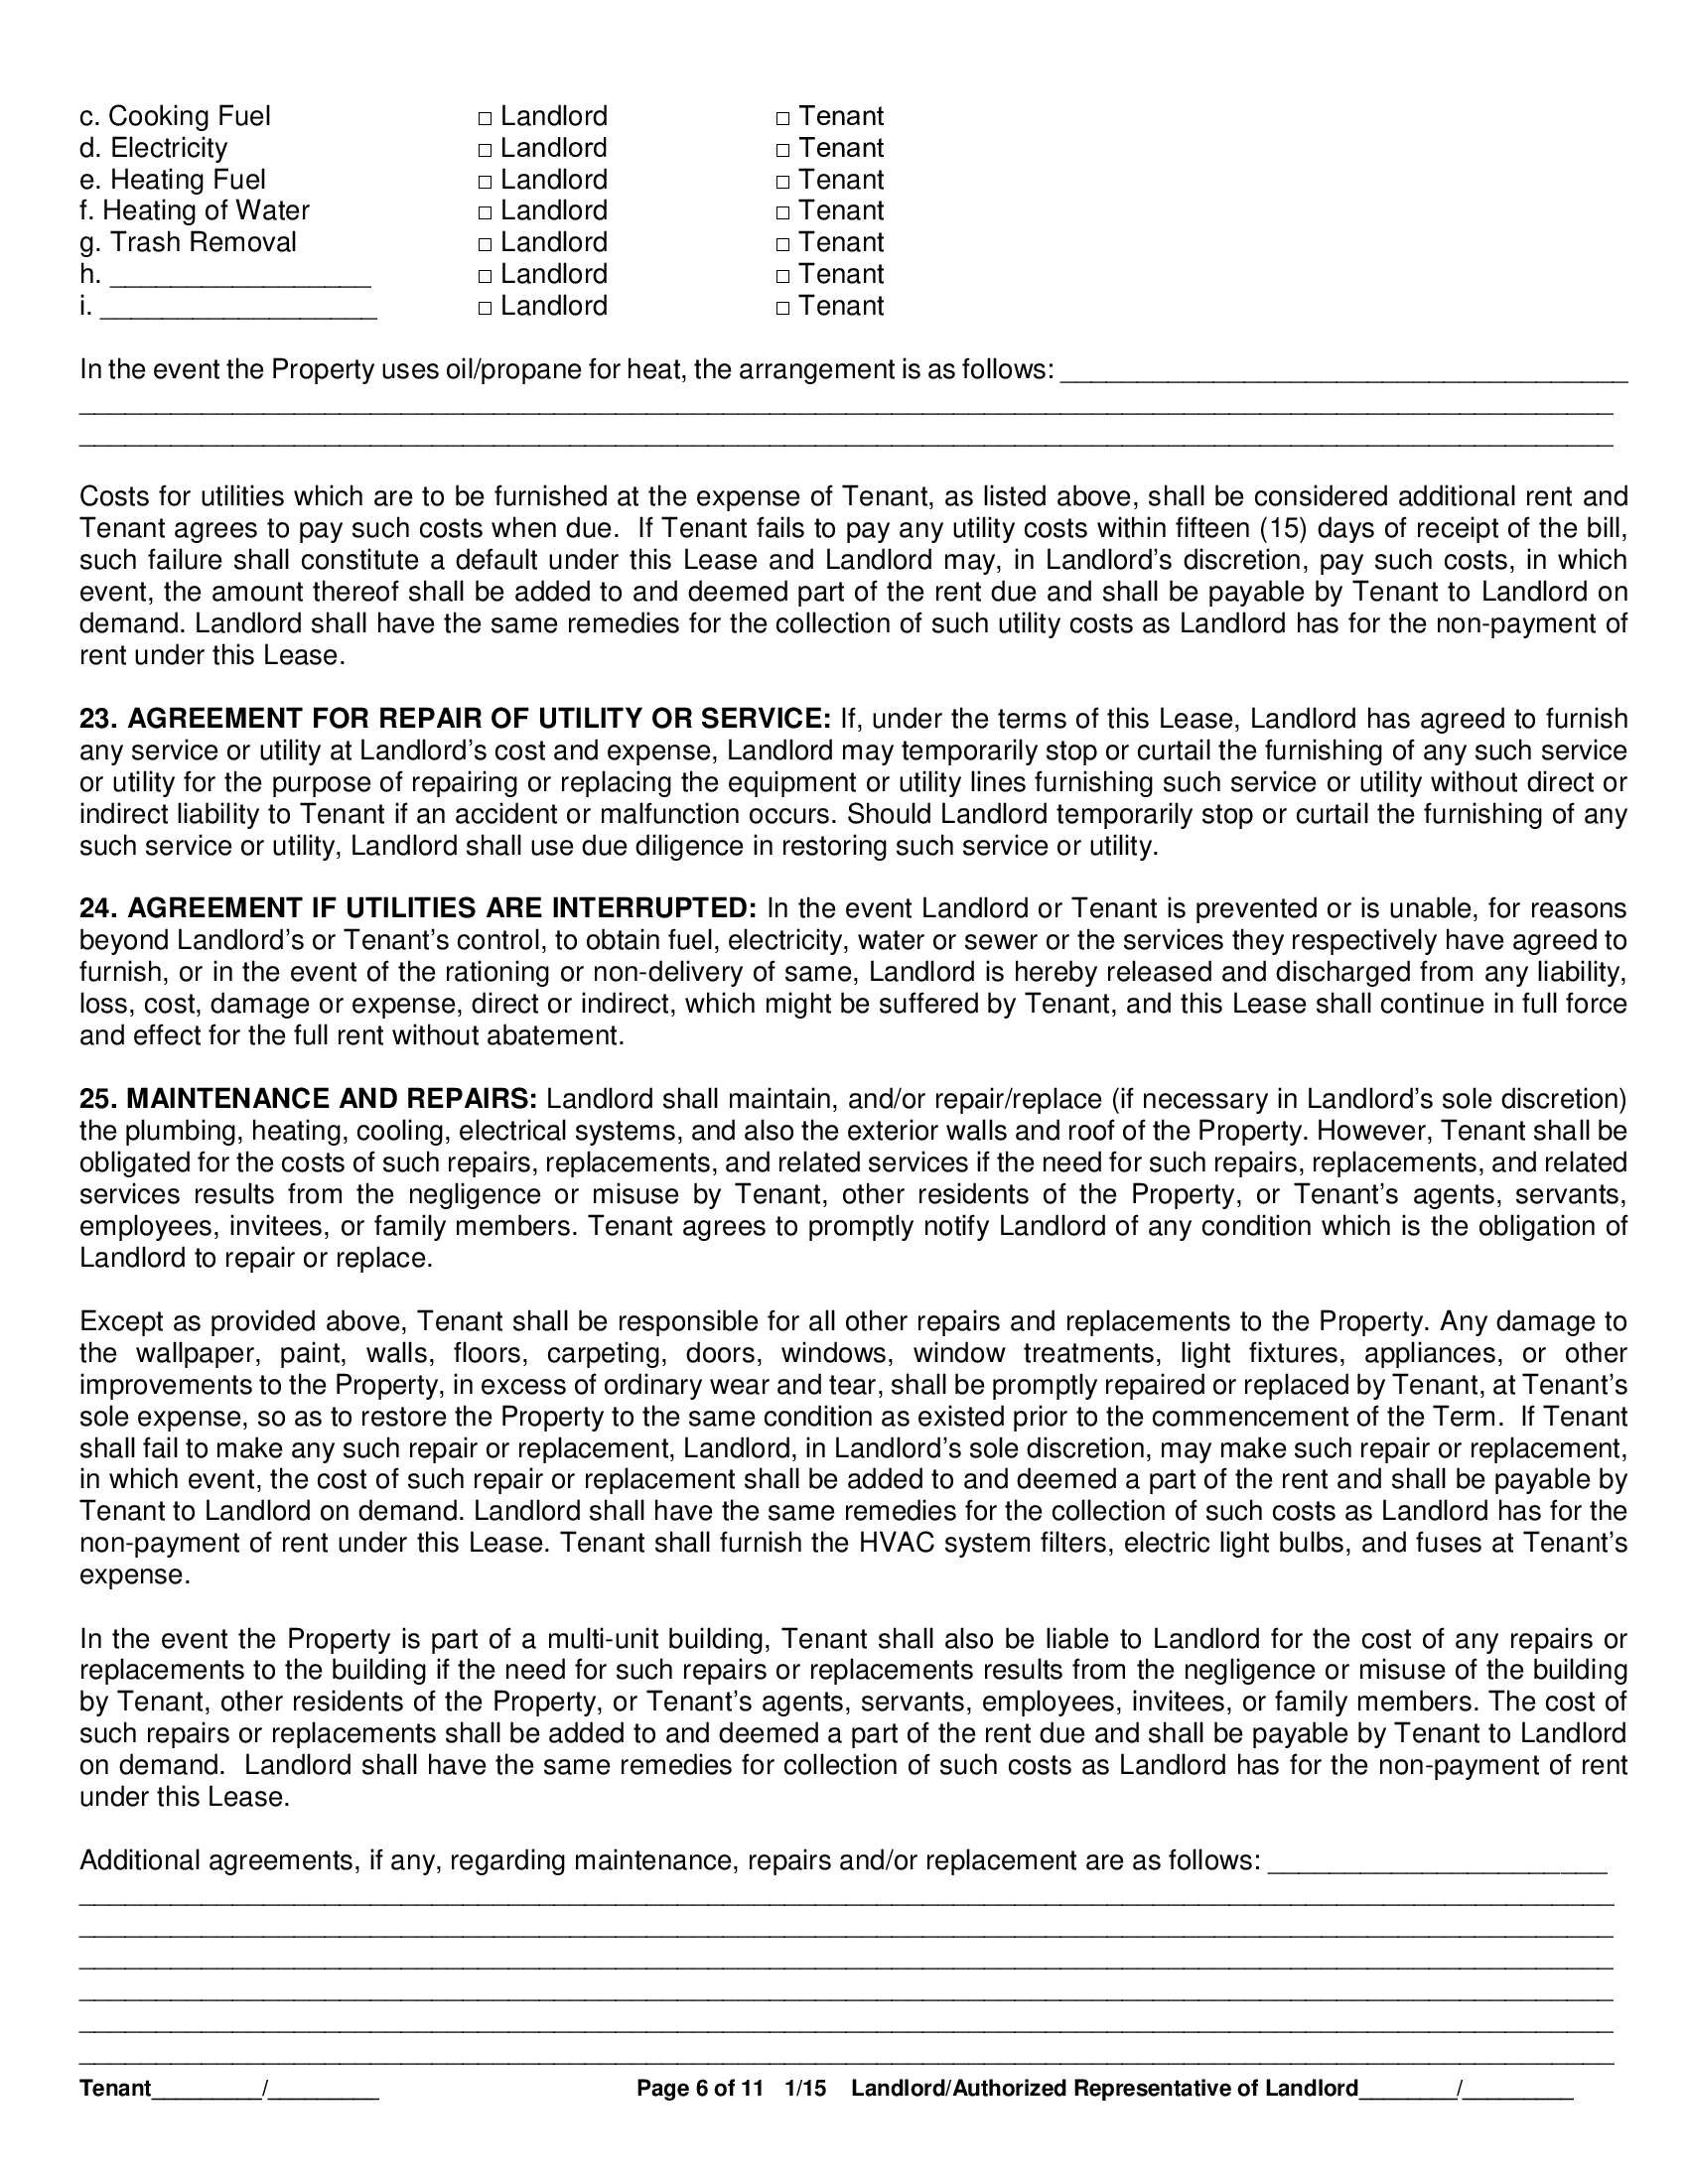 c. Cooking Fuel □ Landlord □ Tenant
d. Electricity □ Landlord □ Tenant
e. Heating Fuel □ Landlord □ Tenant
f. Heating of Water □ Landlord □ Tenant
g. Trash Removal □ Landlord □ Tenant
h. _________________ □ Landlord □ Tenant
i. __________________ □ Landlord □ Tenant
In the event the Property uses oil/propane for heat, the arrangement is as follows: _____________________________________
____________________________________________________________________________________________________
____________________________________________________________________________________________________
Costs for utilities which are to be furnished at the expense of Tenant, as listed above, shall be considered additional rent and
Tenant agrees to pay such costs when due.  If Tenant fails to pay any utility costs within fifteen (15) days of receipt of the bill,
such failure shall constitute a default under this Lease and Landlord may, in Landlord’s discretion, pay such costs, in which
event, the amount thereof shall be added to and deemed part of the rent due and shall be payable by Tenant to Landlord on
demand. Landlord shall have the same remedies for the collection of such utility costs as Landlord has for the non-payment of
rent under this Lease.
23. AGREEMENT FOR REPAIR OF UTILITY OR SERVICE: If, under the terms of this Lease, Landlord has agreed to furnish
any service or utility at Landlord’s cost and expense, Landlord may temporarily stop or curtail the furnishing of any such service
or utility for the purpose of repairing or replacing the equipment or utility lines furnishing such service or utility without direct or
indirect liability to Tenant if an accident or malfunction occurs. Should Landlord temporarily stop or curtail the furnishing of any
such service or utility, Landlord shall use due diligence in restoring such service or utility.
24. AGREEMENT IF UTILITIES ARE INTERRUPTED: In the event Landlord or Tenant is prevented or is unable, for reasons
beyond Landlord’s or Tenant’s control, to obtain fuel, electricity, water or sewer or the services they respectively have agreed to
furnish, or in the event of the rationing or non-delivery of same, Landlord is hereby released and discharged from any liability,
loss, cost, damage or expense, direct or indirect, which might be suffered by Tenant, and this Lease shall continue in full force
and effect for the full rent without abatement.
25. MAINTENANCE AND REPAIRS: Landlord shall maintain, and/or repair/replace (if necessary in Landlord’s sole discretion)
the plumbing, heating, cooling, electrical systems, and also the exterior walls and roof of the Property. However, Tenant shall be
obligated for the costs of such repairs, replacements, and related services if the need for such repairs, replacements, and related
services results from the negligence or misuse by Tenant, other residents of the Property, or Tenant’s agents, servants,
employees, invitees, or family members. Tenant agrees to promptly notify Landlord of any condition which is the obligation of
Landlord to repair or replace.
Except as provided above, Tenant shall be responsible for all other repairs and replacements to the Property. Any damage to
the wallpaper, paint, walls, floors, carpeting, doors, windows, window treatments, light fixtures, appliances, or other
improvements to the Property, in excess of ordinary wear and tear, shall be promptly repaired or replaced by Tenant, at Tenant’s
sole expense, so as to restore the Property to the same condition as existed prior to the commencement of the Term.  If Tenant
shall fail to make any such repair or replacement, Landlord, in Landlord’s sole discretion, may make such repair or replacement,
in which event, the cost of such repair or replacement shall be added to and deemed a part of the rent and shall be payable by
Tenant to Landlord on demand. Landlord shall have the same remedies for the collection of such costs as Landlord has for the
non-payment of rent under this Lease. Tenant shall furnish the HVAC system filters, electric light bulbs, and fuses at Tenant’s
expense.
In the event the Property is part of a multi-unit building, Tenant shall also be liable to Landlord for the cost of any repairs or
replacements to the building if the need for such repairs or replacements results from the negligence or misuse of the building
by Tenant, other residents of the Property, or Tenant’s agents, servants, employees, invitees, or family members. The cost of
such repairs or replacements shall be added to and deemed a part of the rent due and shall be payable by Tenant to Landlord
on demand.  Landlord shall have the same remedies for collection of such costs as Landlord has for the non-payment of rent
under this Lease.
Additional agreements, if any, regarding maintenance, repairs and/or replacement are as follows: ______________________
____________________________________________________________________________________________________
____________________________________________________________________________________________________
____________________________________________________________________________________________________
____________________________________________________________________________________________________
____________________________________________________________________________________________________
____________________________________________________________________________________________________
Tenant_________/_________ Page 6 of 11 1/15 Landlord/Authorized Representative of Landlord________/_________